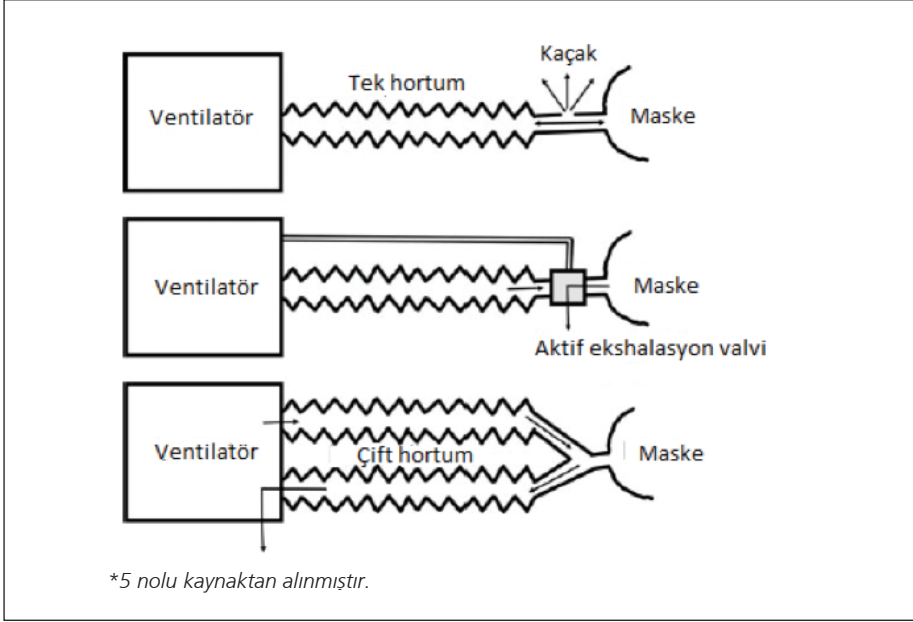 Kaçak
Tek hortum
Ventilatör
Maske
Ventilatör
Maske
Aktif ekshalasyon valvi
Ventilatör
Çift hortum
Maske
*5 nolu kaynaktan alınmıştır.